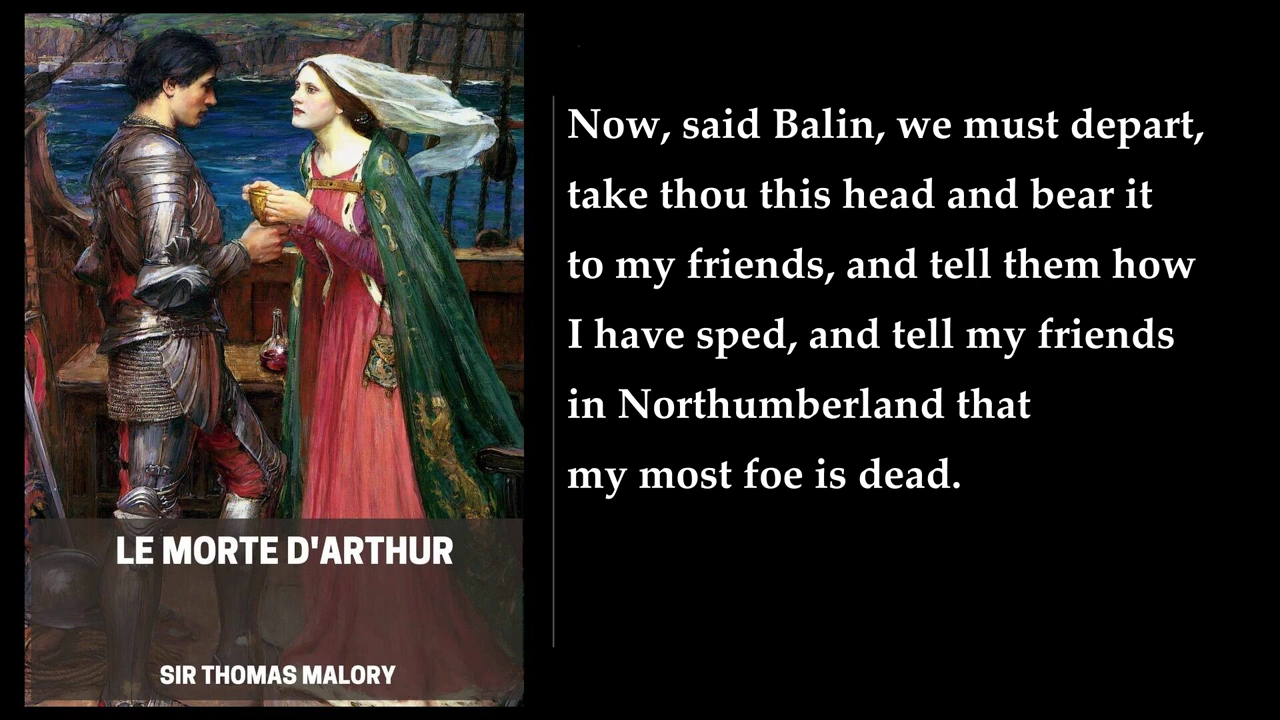 LE MORTE D'ARTHUR
SIR THOMAS MALORY
Now, said Balin, we must depart,
take thou this head and bear it
to my friends, and tell them how
I have sped, and tell my friends
in Northumberland that
my most foe is dead.